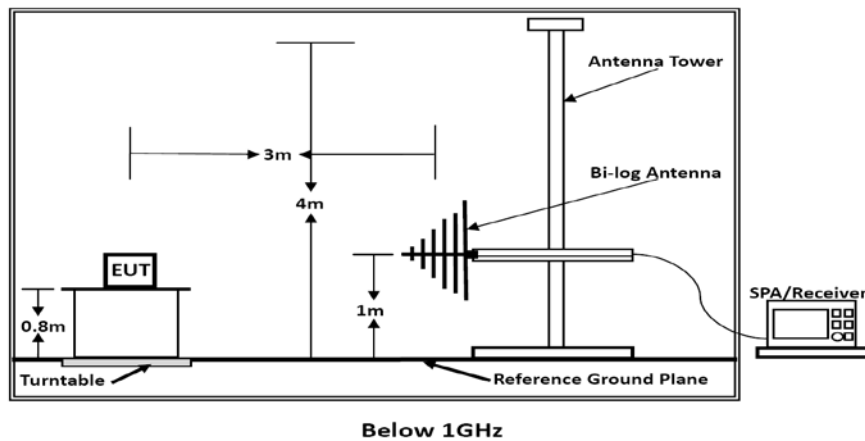 Antenna Tower
3m
Bi-log Antenna
4m
EUT
1m
SPA/Receiver
0.8m
Turntable
Reference Ground Plane
Below 1GHz